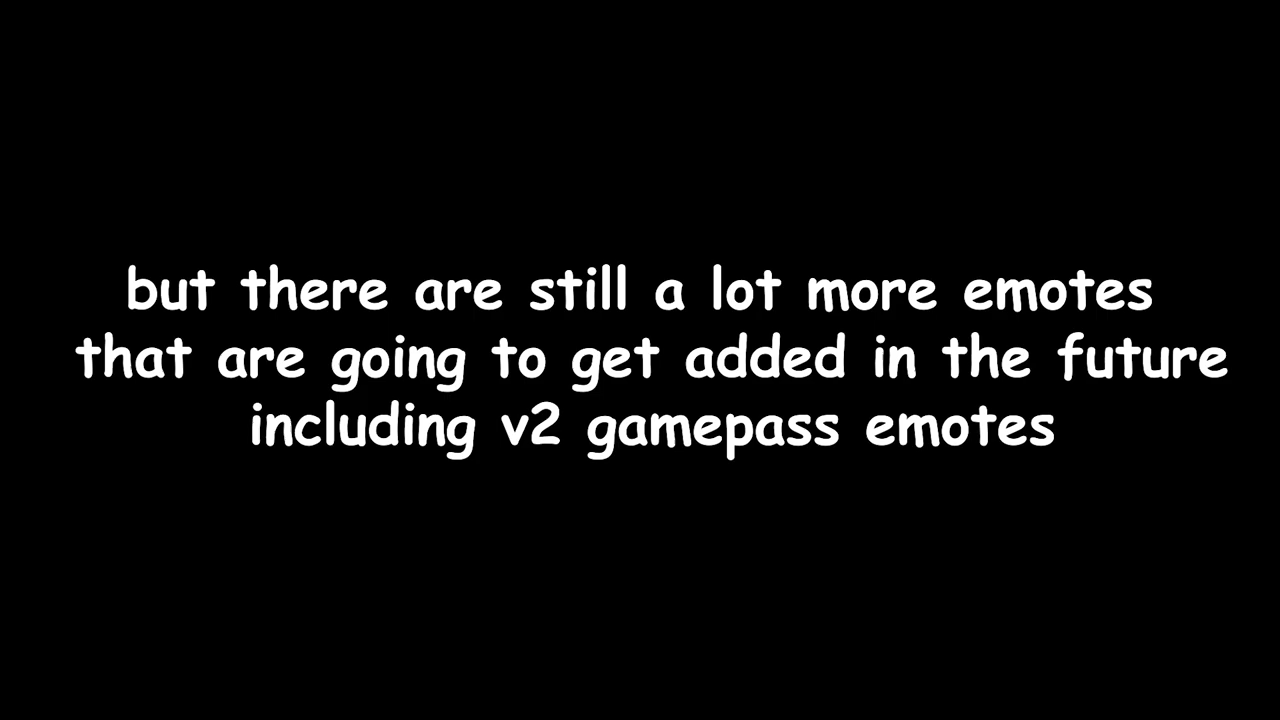 but there are still a lot more emotes
that are going to get added in the future
including v2 gamepass emotes